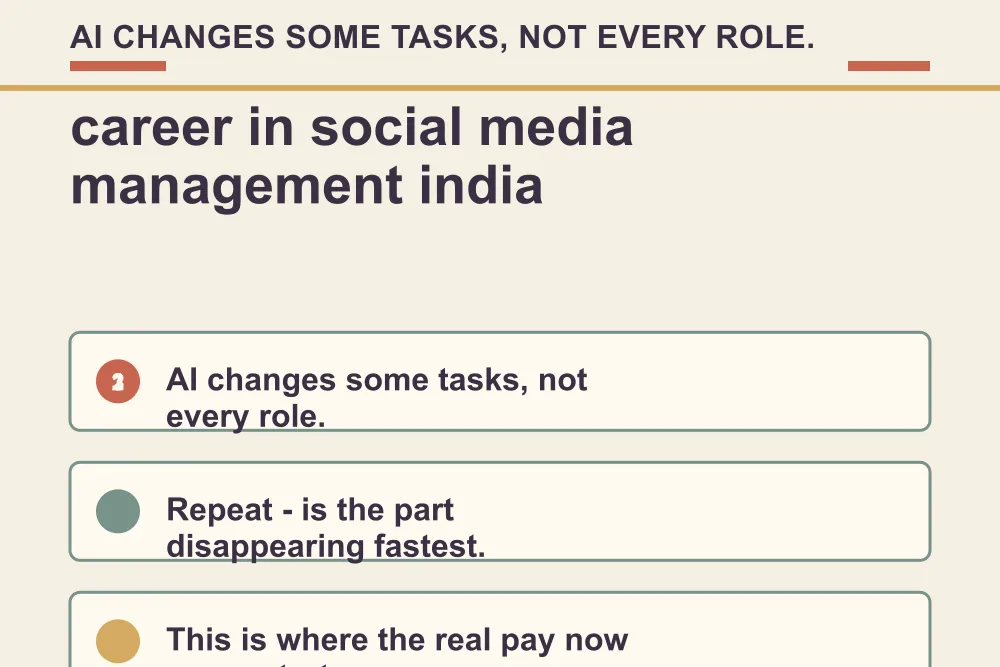 AI CHANGES SOME TASKS, NOT EVERY ROLE.
career in social media
management india
AI changes some tasks, not
every role.
Repeat - is the part
disappearing fastest.
This is where the real pay now